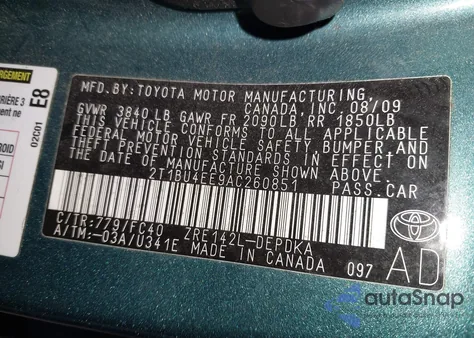 MFD. BY: TOYOTA MOTOR MANUFACTURING,
CANADA, INC. 08/09
GVWR 3840 LB GAWR FR 2090LB RR 1850LB
THIS VEHICLE CONFORMS TO ALL APPLICABLE
FEDERAL MOTOR VEHICLE SAFETY, BUMPER, AND
THEFT PREVENTION STANDARDS IN EFFECT ON
THE DATE OF MANUFACTURE SHOWN ABOVE.
2T1BU4EE9AC260851 PASS.CAR
C/TR:779/FC40 ZRE142L-DEPDKA
A/TM:-03A/U341E MADE IN CANADA 097
AD
TOYOTA
E8
02C01
autoSnap